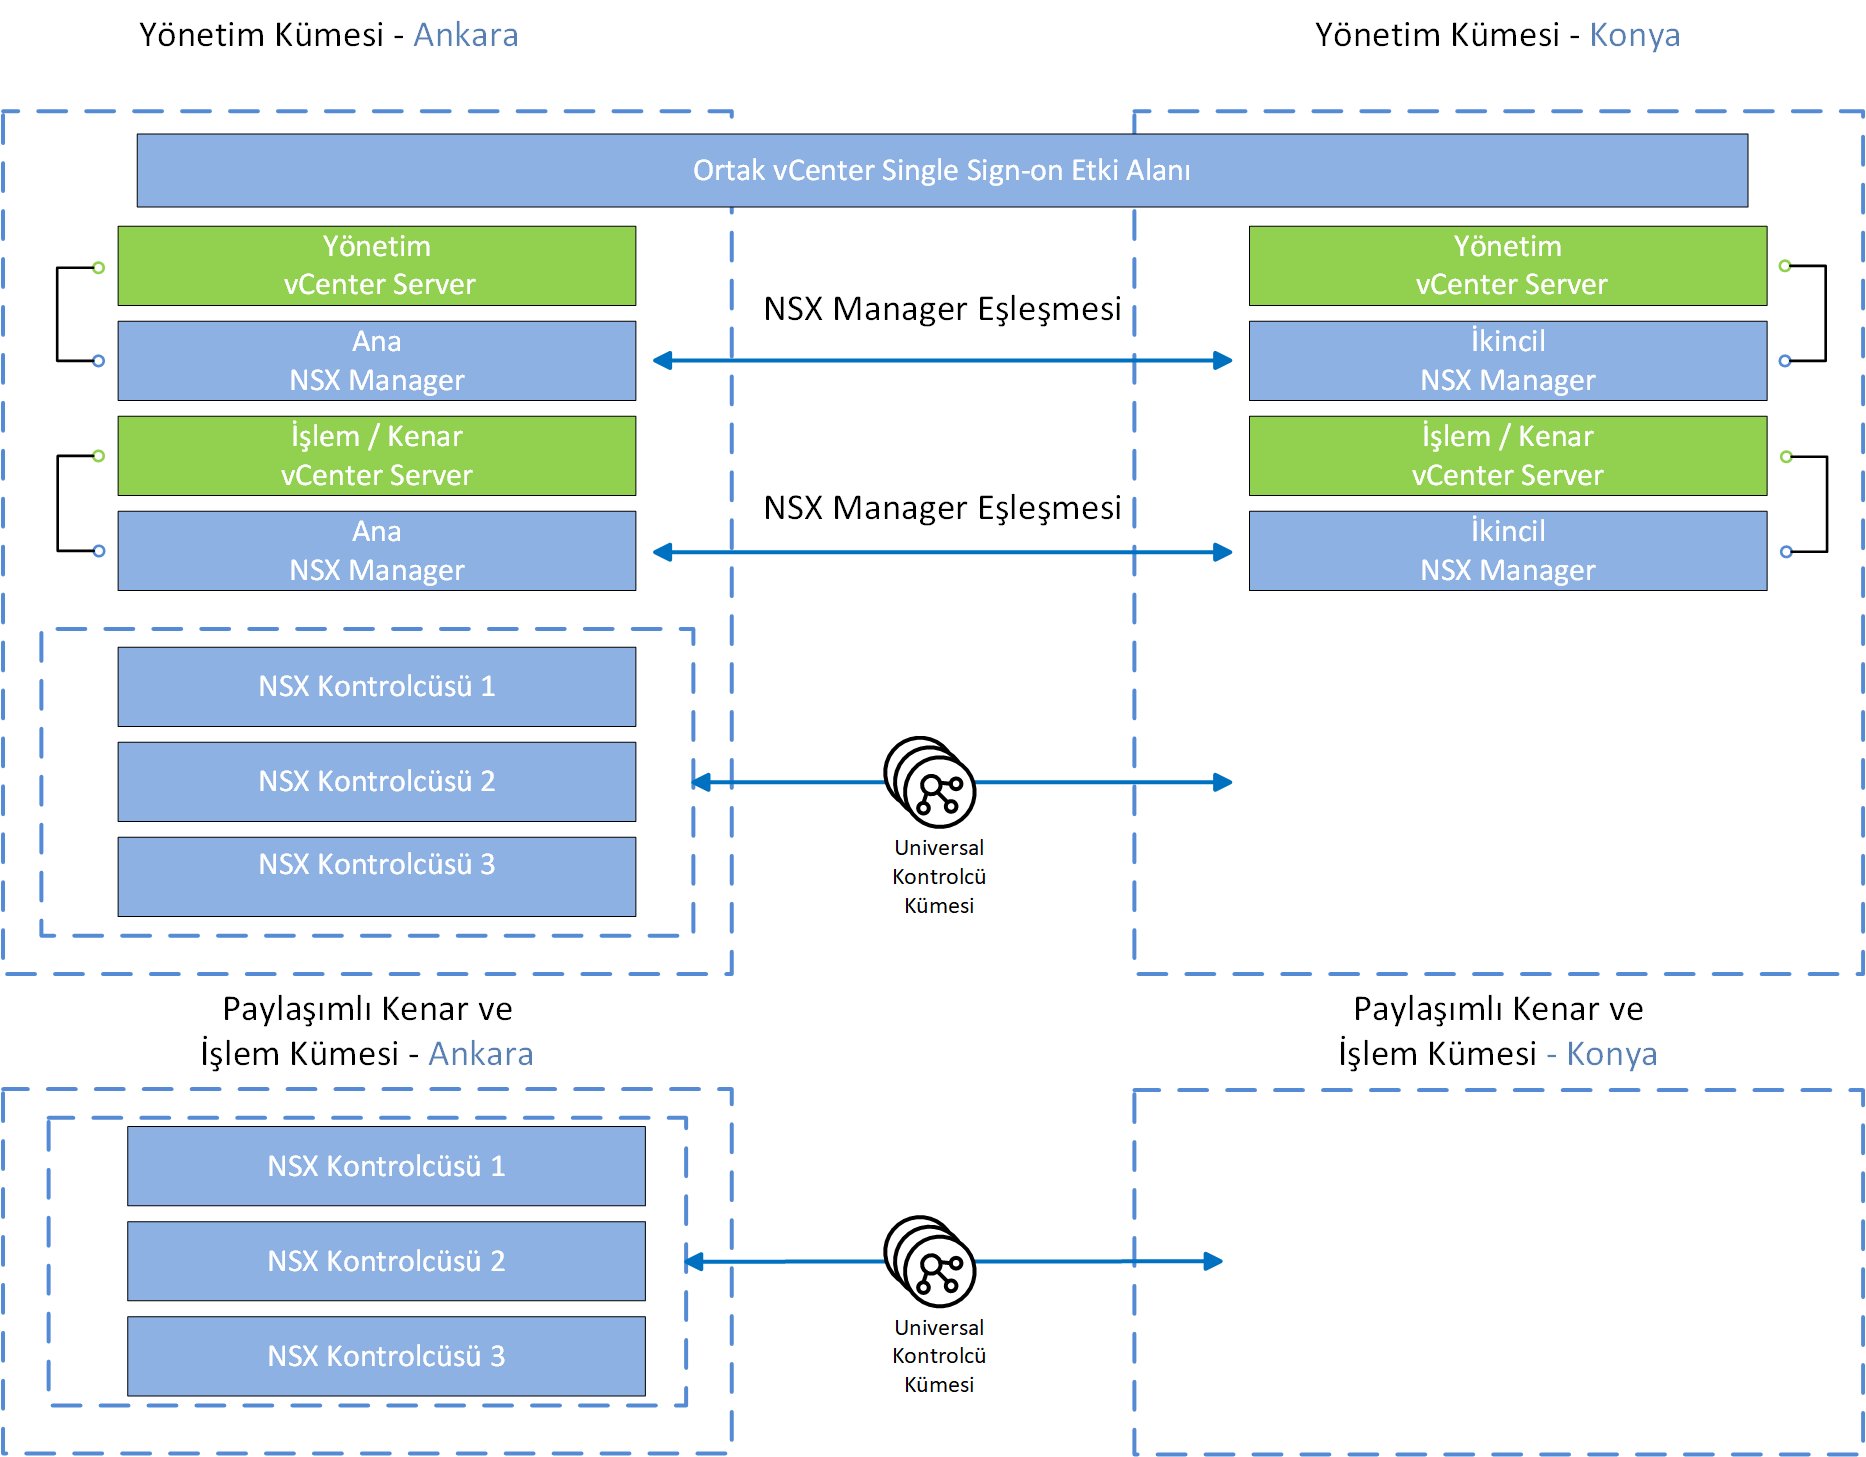 Yönetim Kümesi - Ankara
Yönetim Kümesi - Konya
Ortak vCenter Single Sign-on Etki Alanı
Yönetim
vCenter Server
Ana
NSX Manager
İşlem / Kenar
vCenter Server
Ana
NSX Manager
NSX Manager Eşleşmesi
NSX Manager Eşleşmesi
Yönetim
vCenter Server
İkincil
NSX Manager
İşlem / Kenar
vCenter Server
İkincil
NSX Manager
NSX Kontrolcüsü 1
NSX Kontrolcüsü 2
NSX Kontrolcüsü 3
Universal
Kontrolcü
Kümesi
Paylaşımlı Kenar ve
İşlem Kümesi - Ankara
Paylaşımlı Kenar ve
İşlem Kümesi - Konya
NSX Kontrolcüsü 1
NSX Kontrolcüsü 2
NSX Kontrolcüsü 3
Universal
Kontrolcü
Kümesi